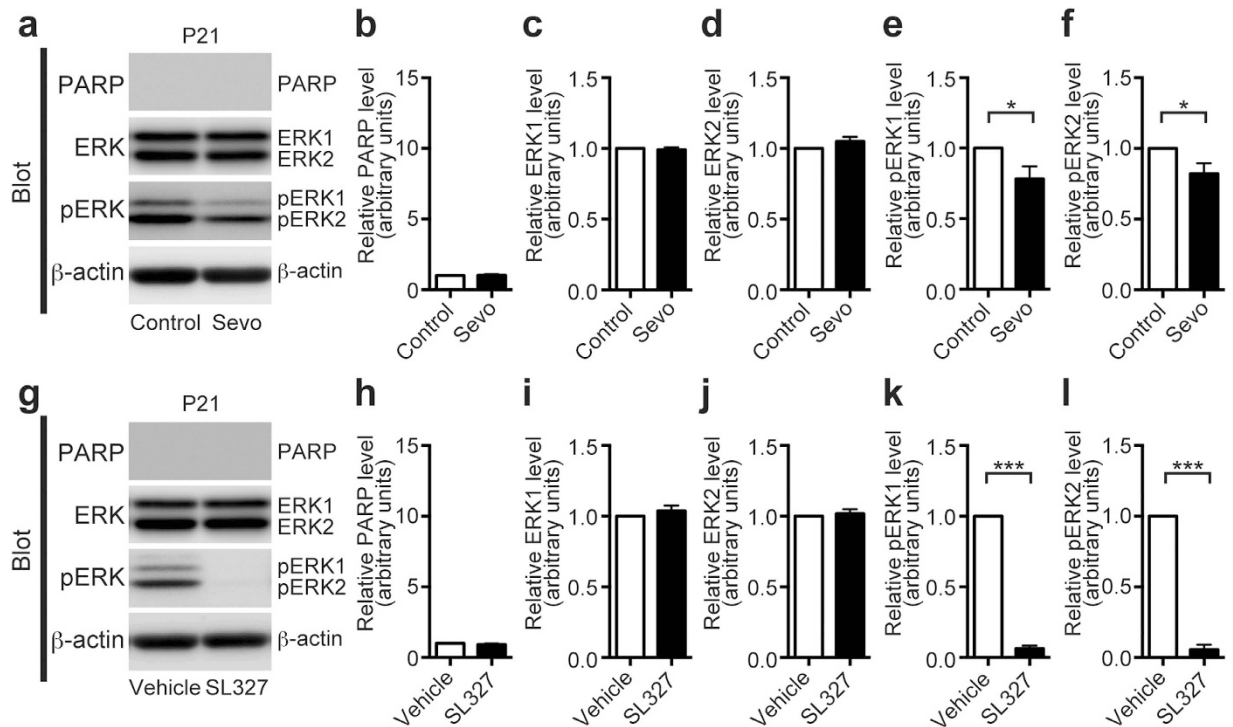 a
P21
Blot
PARP
PARP
ERK
ERK1
ERK2
pERK
pERK1
pERK2
β-actin
β-actin
Control Sevo
b
Relative PARP level
(arbitrary units)
15
10
5
0
Control
Sevo
c
Relative ERK1 level
(arbitrary units)
1.5
1.0
0.5
0.0
Control
Sevo
d
Relative ERK2 level
(arbitrary units)
1.5
1.0
0.5
0.0
Control
Sevo
e
Relative pERK1 level
(arbitrary units)
1.5
1.0
0.5
0.0
*
Control
Sevo
f
Relative pERK2 level
(arbitrary units)
1.5
1.0
0.5
0.0
*
Control
Sevo
g
P21
Blot
PARP
PARP
ERK
ERK1
ERK2
pERK
pERK1
pERK2
β-actin
β-actin
Vehicle SL327
h
Relative PARP level
(arbitrary units)
15
10
5
0
Vehicle
SL327
i
Relative ERK1 level
(arbitrary units)
1.5
1.0
0.5
0.0
Vehicle
SL327
j
Relative ERK2 level
(arbitrary units)
1.5
1.0
0.5
0.0
Vehicle
SL327
k
Relative pERK1 level
(arbitrary units)
1.5
1.0
0.5
0.0
***
Vehicle
SL327
l
Relative pERK2 level
(arbitrary units)
1.5
1.0
0.5
0.0
***
Vehicle
SL327